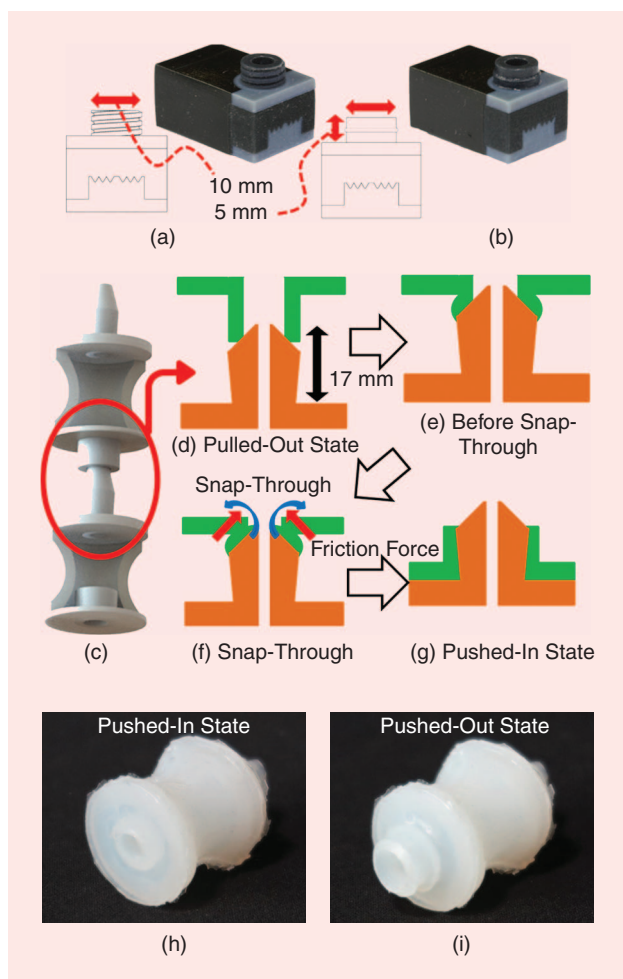 10 mm
5 mm
(a)
(b)
17 mm
(d) Pulled-Out State
(e) Before Snap-
Through
Snap-Through
Friction Force
(c)
(f) Snap-Through
(g) Pushed-In State
Pushed-In State
Pushed-Out State
(h)
(i)